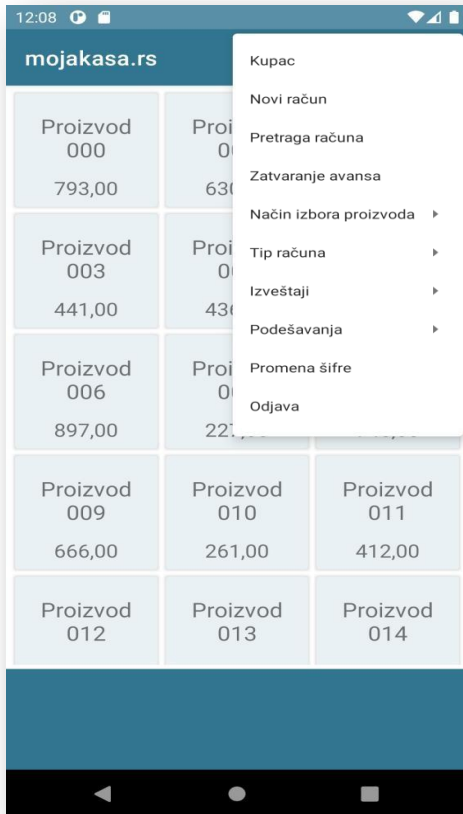 12:08
mojakasa.rs
Kupac
Novi račun
Pretraga računa
Zatvaranje avansa
Način izbora proizvoda
Tip računa
Izveštaji
Podešavanja
Promena šifre
Odjava
Proizvod
000
793,00
Proizvod
003
441,00
Proizvod
006
897,00
Proizvod
009
666,00
Proizvod
010
261,00
Proizvod
011
412,00
Proizvod
012
Proizvod
013
Proizvod
014